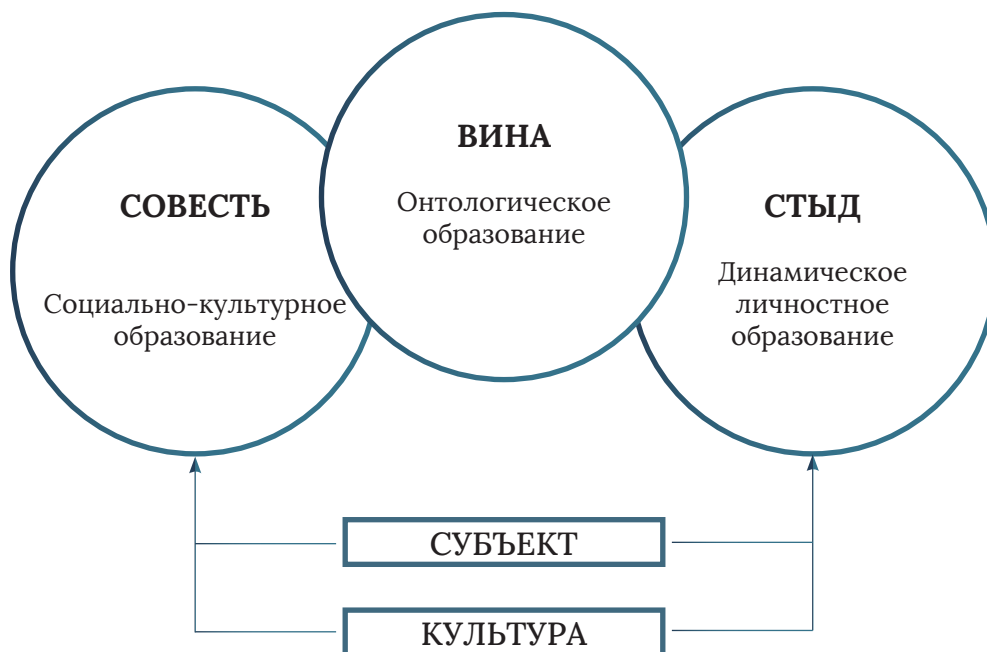 СОВЕСТЬ
Социально-культурное
образование
ВИНА
Онтологическое
образование
СТЫД
Динамическое
личностное
образование
СУБЪЕКТ
КУЛЬТУРА